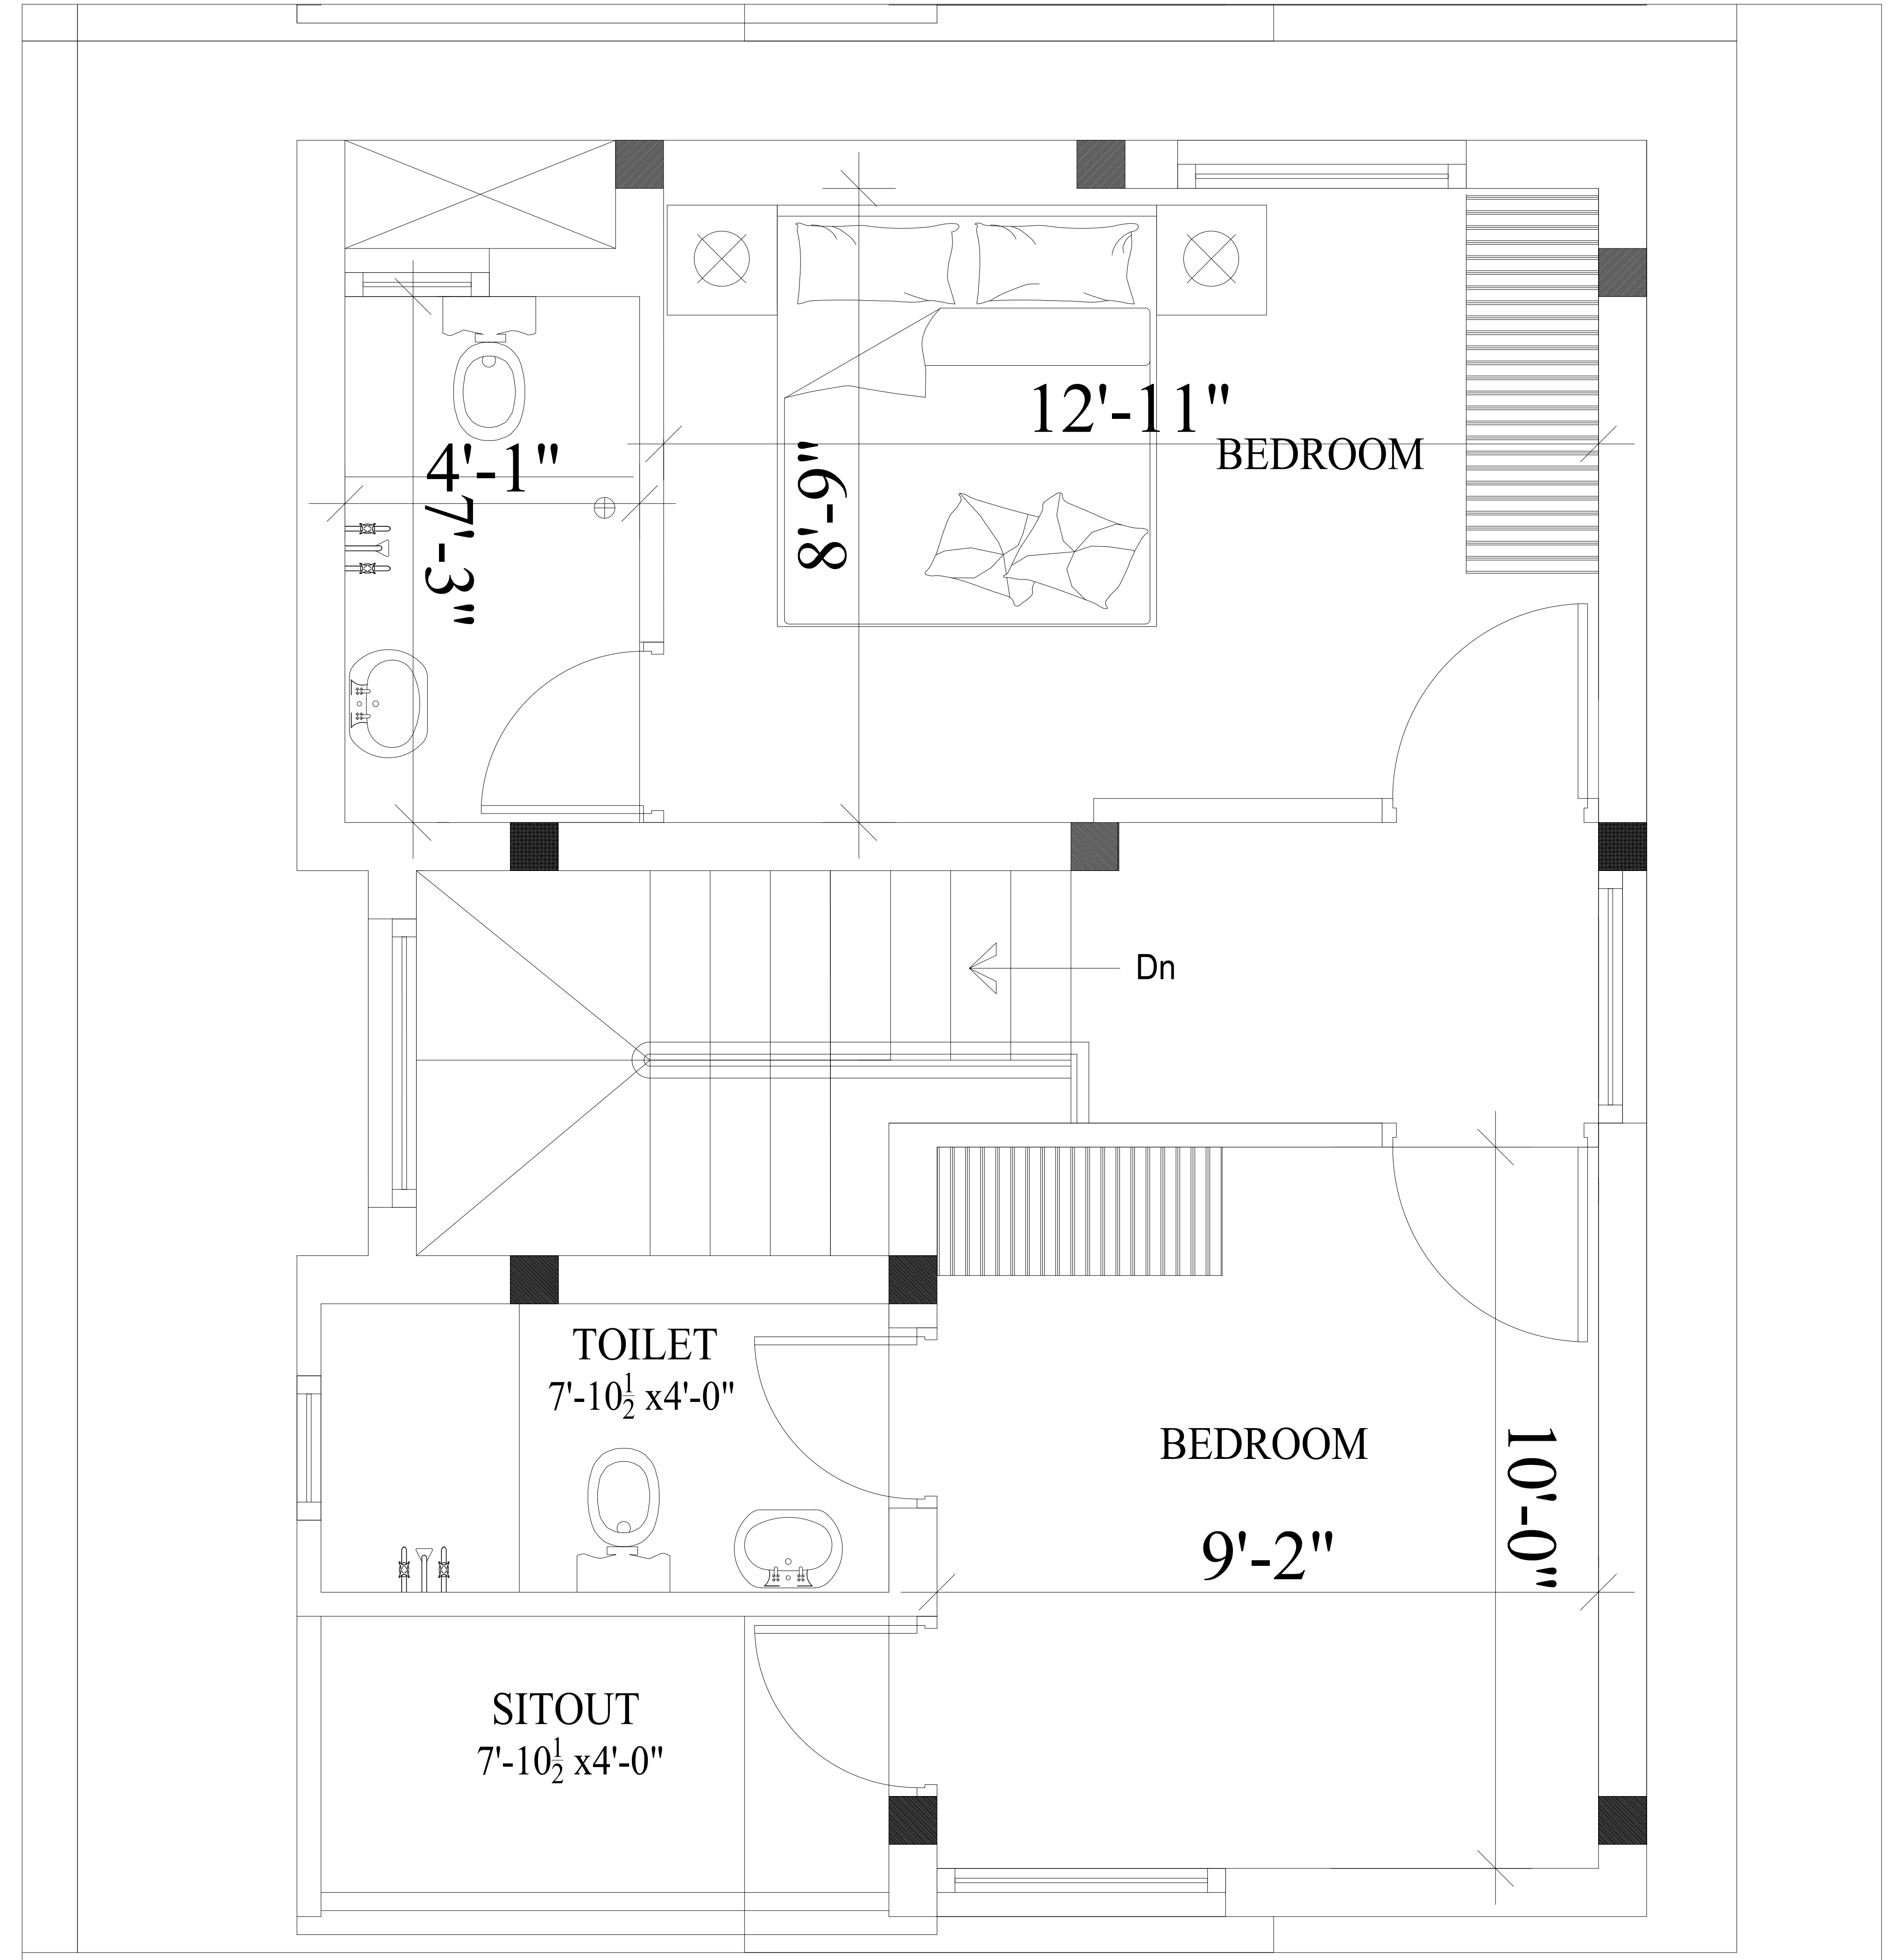 12'-11"
BEDROOM
4'-1"
8'-9"
7'-3"
Dn
TOILET
7'-10½ x4'-0"
BEDROOM
10'-0"
9'-2"
SITOUT
7'-10½ x4'-0"